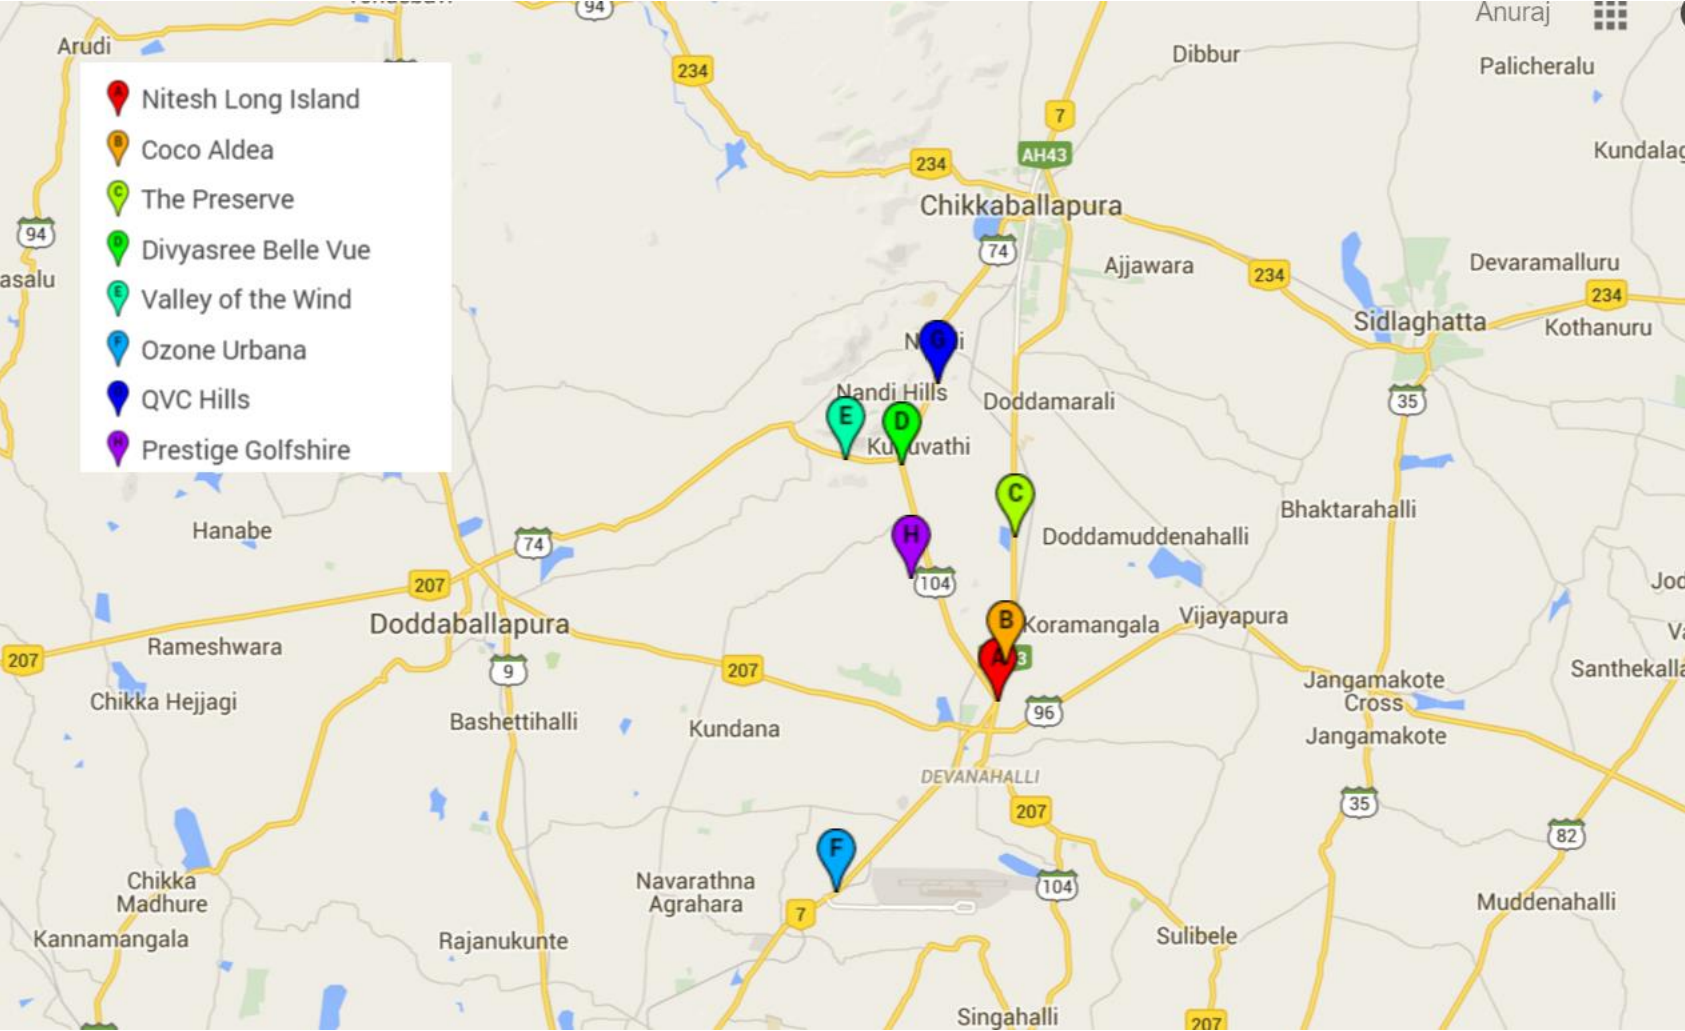 94
Anuraj
Arudi
Dibbur
234
Palicheralu
7
Kundalag
AH43
234
Chikkaballapura
94
74
Ajjawara
234
Devaramalluru
asalu
234
Sidlaghatta
Kothanuru
A Nitesh Long Island
B Coco Aldea
C The Preserve
D Divyasree Belle Vue
E Valley of the Wind
F Ozone Urbana
QVC Hills
H Prestige Golfshire
G
Nandi Hills
Doddamarali
35
E
D
C
Bhaktarahalli
Hanabe
74
H
Doddamuddenahalli
207
104
Jod
Doddaballapura
B
Koramangala
Vijayapura
Rameshwara
207
9
207
A
Santhekalla
Chikka Hejjagi
Jangamakote
Cross
96
Bashettihalli
Kundana
Jangamakote
DEVANAHALLI
207
35
82
F
Chikka
Madhure
Navarathna
Agrahara
104
7
Muddenahalli
Kannamangala
Rajanukunte
Sulibele
Singahalli
207